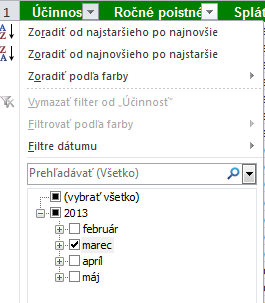 1 Účinnos Ročné poistné Splát
Zoradiť od najstaršieho po najnovšie
Zoradiť od najnovšieho po najstaršie
Zoradiť podľa farby
Vymazať filter od „Účinnosť"
Filtrovať podľa farby
Filtre dátumu
Prehľadávať (Všetko)
(vybrať všetko)
2013
február
marec
apríl
máj